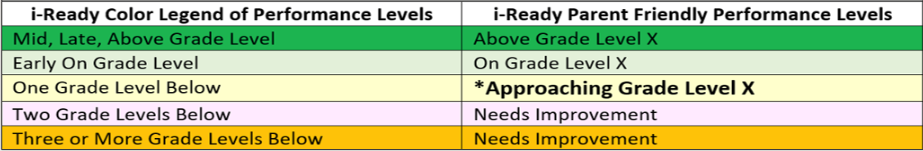 i-Ready Color Legend of Performance Levels i-Ready Parent Friendly Performance Levels
Mid, Late, Above Grade Level Above Grade Level X
Early On Grade Level On Grade Level X
One Grade Level Below *Approaching Grade Level X
Two Grade Levels Below Needs Improvement
Three or More Grade Levels Below Needs Improvement